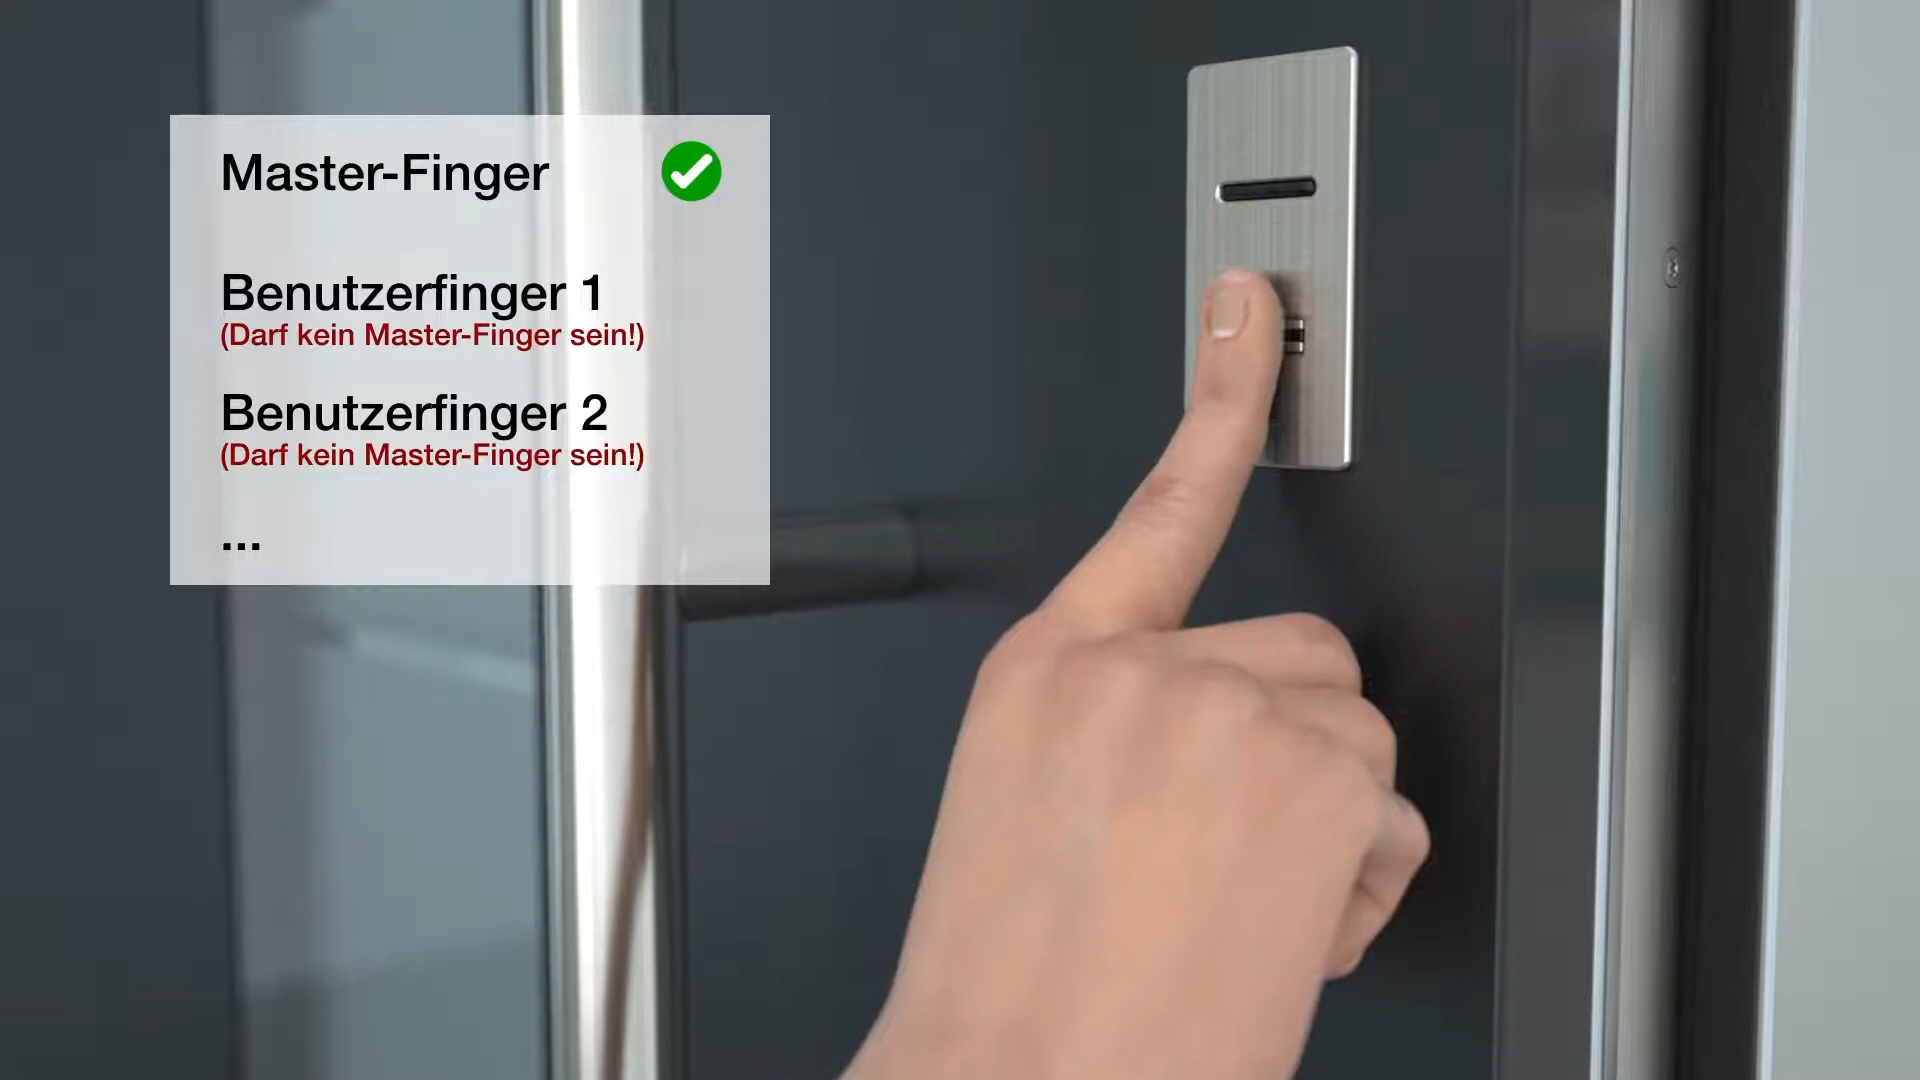 Master-Finger
Benutzerfinger 1
(Darf kein Master-Finger sein!)
Benutzerfinger 2
(Darf kein Master-Finger sein!)
...